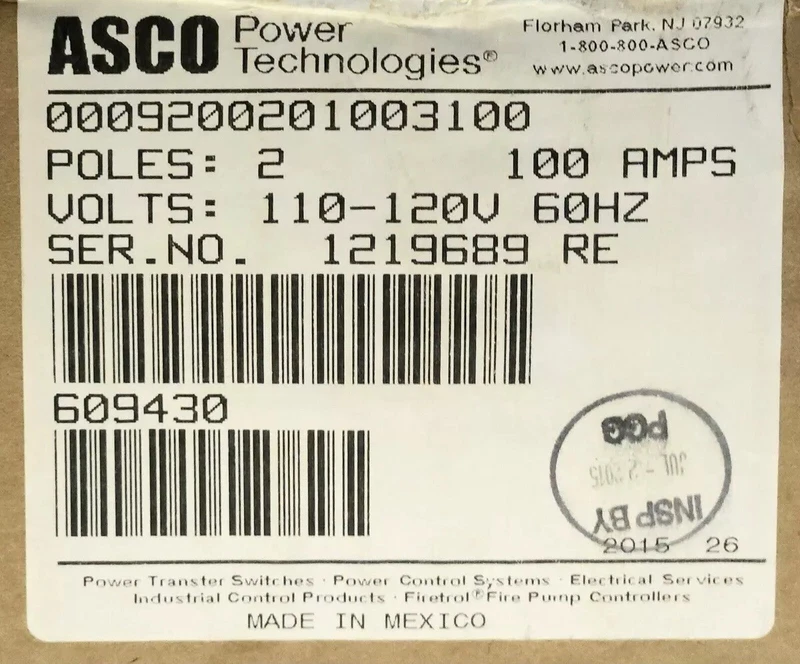 ASCO Power Technologies®
Florham Park, NJ 07932
1-800-800-ASCO
www.ascopower.com
0009200201003100
POLES: 2 100 AMPS
VOLTS: 110-120V 60HZ
SER.NO. 1219689 RE
609430
INSP BY
JUL - 2 2015
PGG
2015 26
Power Transfer Switches · Power Control Systems · Electrical Services
Industrial Control Products · Firetrol® Fire Pump Controllers
MADE IN MEXICO